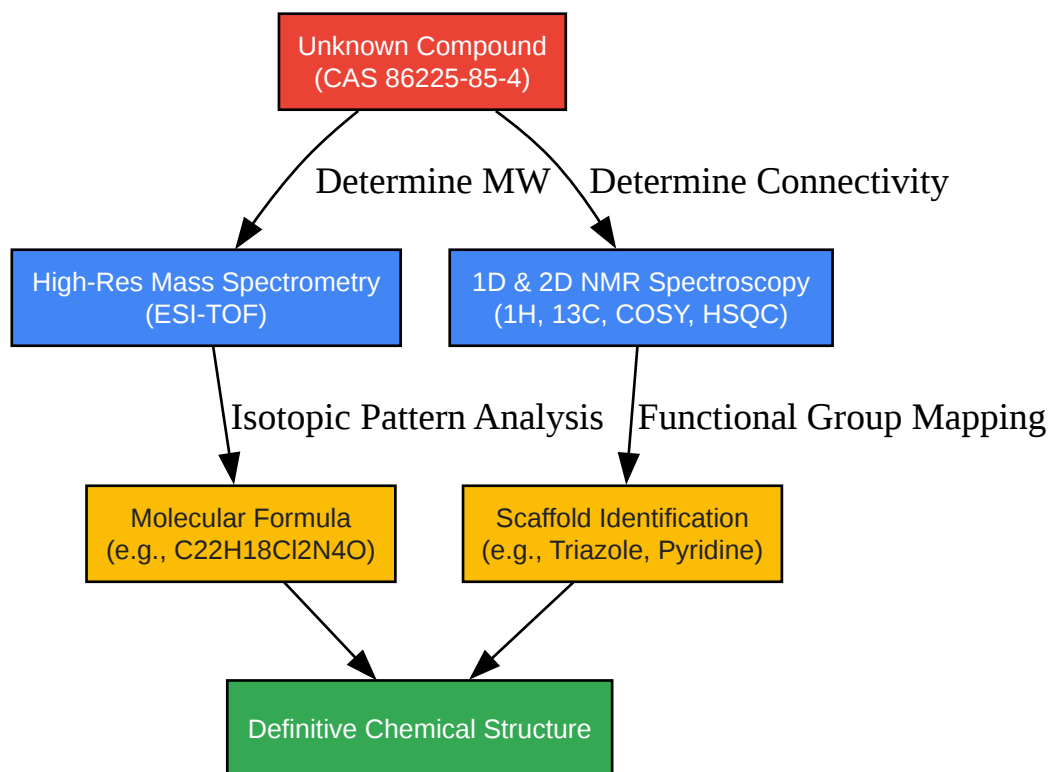 Unknown Compound
(CAS 86225-85-4)
Determine MW
Determine Connectivity
High-Res Mass Spectrometry
(ESI-TOF)
1D & 2D NMR Spectroscopy
(1H, 13C, COSY, HSQC)
Isotopic Pattern Analysis
Functional Group Mapping
Molecular Formula
(e.g., C22H18Cl2N4O)
Scaffold Identification
(e.g., Triazole, Pyridine)
Definitive Chemical Structure